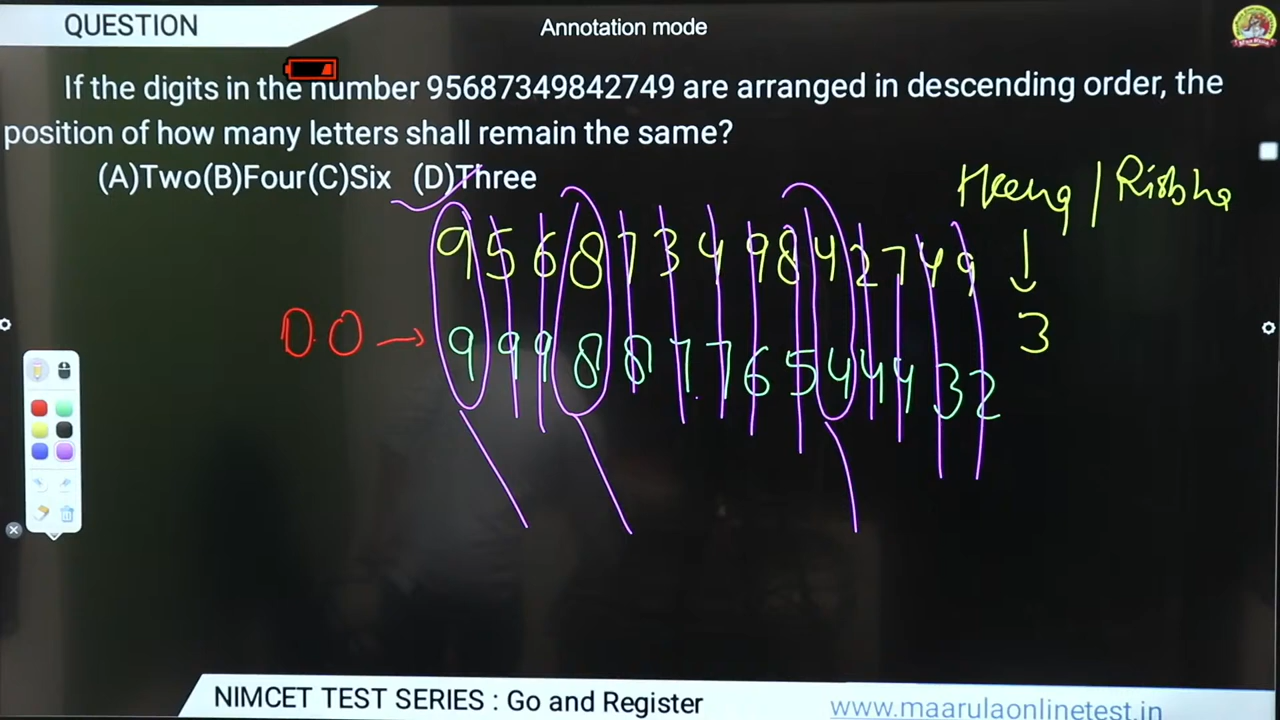 QUESTION
Annotation mode
If the digits in the number 95687349842749 are arranged in descending order, the
position of how many letters shall remain the same?
(A)Two(B)Four(C)Six (D)Three
9 5 6 8 7 3 4 9 8 4 2 7 4 9
3
D.O → 9 9 9 8 8 7 7 6 5 4 4 4 3 2
NIMCET TEST SERIES : Go and Register
www.maarulaonlinetest.in